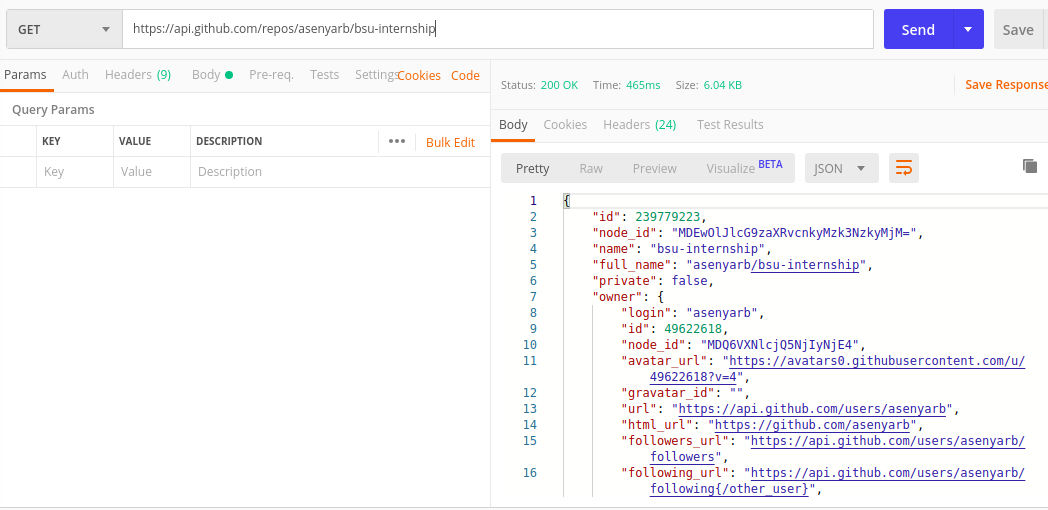 GET https://api.github.com/repos/asenyarb/bsu-internship Send Save
Params Auth Headers (9) Body Pre-req. Tests Settings Cookies Code
Query Params
KEY VALUE DESCRIPTION ••• Bulk Edit
Key Value Description
Status: 200 OK Time: 465ms Size: 6.04 KB Save Response
Body Cookies Headers (24) Test Results
Pretty Raw Preview Visualize BETA JSON
1 {
2 "id": 239779223,
3 "node_id": "MDEwOlJlcG9zaXRvcnkyMzk3NzkyMjM=",
4 "name": "bsu-internship",
5 "full_name": "asenyarb/bsu-internship",
6 "private": false,
7 "owner": {
8 "login": "asenyarb",
9 "id": 49622618,
10 "node_id": "MDQ6VXNlcjQ5NjIyNjE4",
11 "avatar_url": "https://avatars0.githubusercontent.com/u/
49622618?v=4",
12 "gravatar_id": "",
13 "url": "https://api.github.com/users/asenyarb",
14 "html_url": "https://github.com/asenyarb",
15 "followers_url": "https://api.github.com/users/asenyarb/
followers",
16 "following_url": "https://api.github.com/users/asenyarb/
following{/other_user}",